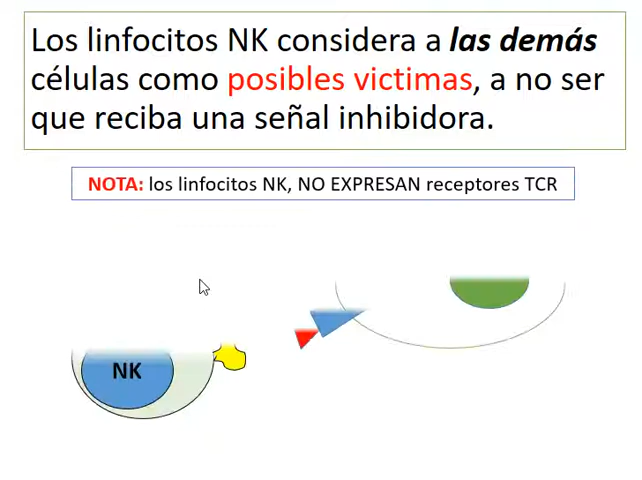 Los linfocitos NK considera a las demás
células como posibles victimas, a no ser
que reciba una señal inhibidora.
NOTA: los linfocitos NK, NO EXPRESAN receptores TCR
NK